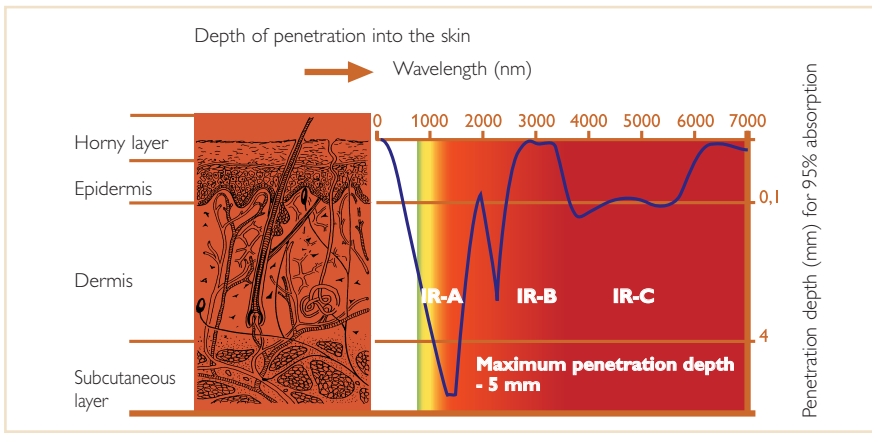 Depth of penetration into the skin
Wavelength (nm)
0 1000 2000 3000 4000 5000 6000 7000
Horny layer
Epidermis
Dermis
Subcutaneous
layer
IR-A IR-B IR-C
Maximum penetration depth
- 5 mm
0,1
4
Penetration depth (mm) for 95% absorption